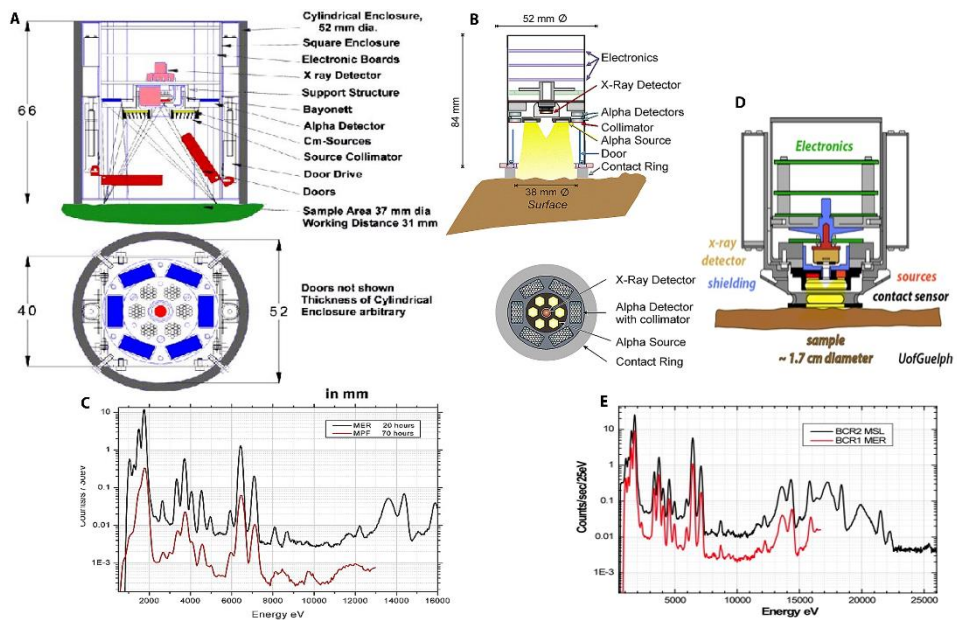 A
Cylindrical Enclosure,
52 mm dia.
Square Enclosure
Electronic Boards
X ray Detector
Support Structure
Bayonett
Alpha Detector
Cm-Sources
Source Collimator
Door Drive
Doors
Sample Area 37 mm dia
Working Distance 31 mm
66
40
52
Doors not shown
Thickness of Cylindrical
Enclosure arbitrary
in mm
B
52 mm Ø
84 mm
Electronics
X-Ray Detector
Alpha Detectors
Collimator
Alpha Source
Door
Contact Ring
38 mm Ø
Surface
X-Ray Detector
Alpha Detector
with collimator
Alpha Source
Contact Ring
D
Electronics
x-ray
detector
shielding
sources
contact sensor
sample
~ 1.7 cm diameter
UofGuelph
C
MER 20 hours
MPF 70 hours
10
1
0.1
0.01
1E-3
2000 4000 6000 8000 10000 12000 14000 16000
Energy eV
E
BCR2 MSL
BCR1 MER
Counts/sec/25eV
10
1
0.1
0.01
1E-3
5000 10000 15000 20000 25000
Energy eV